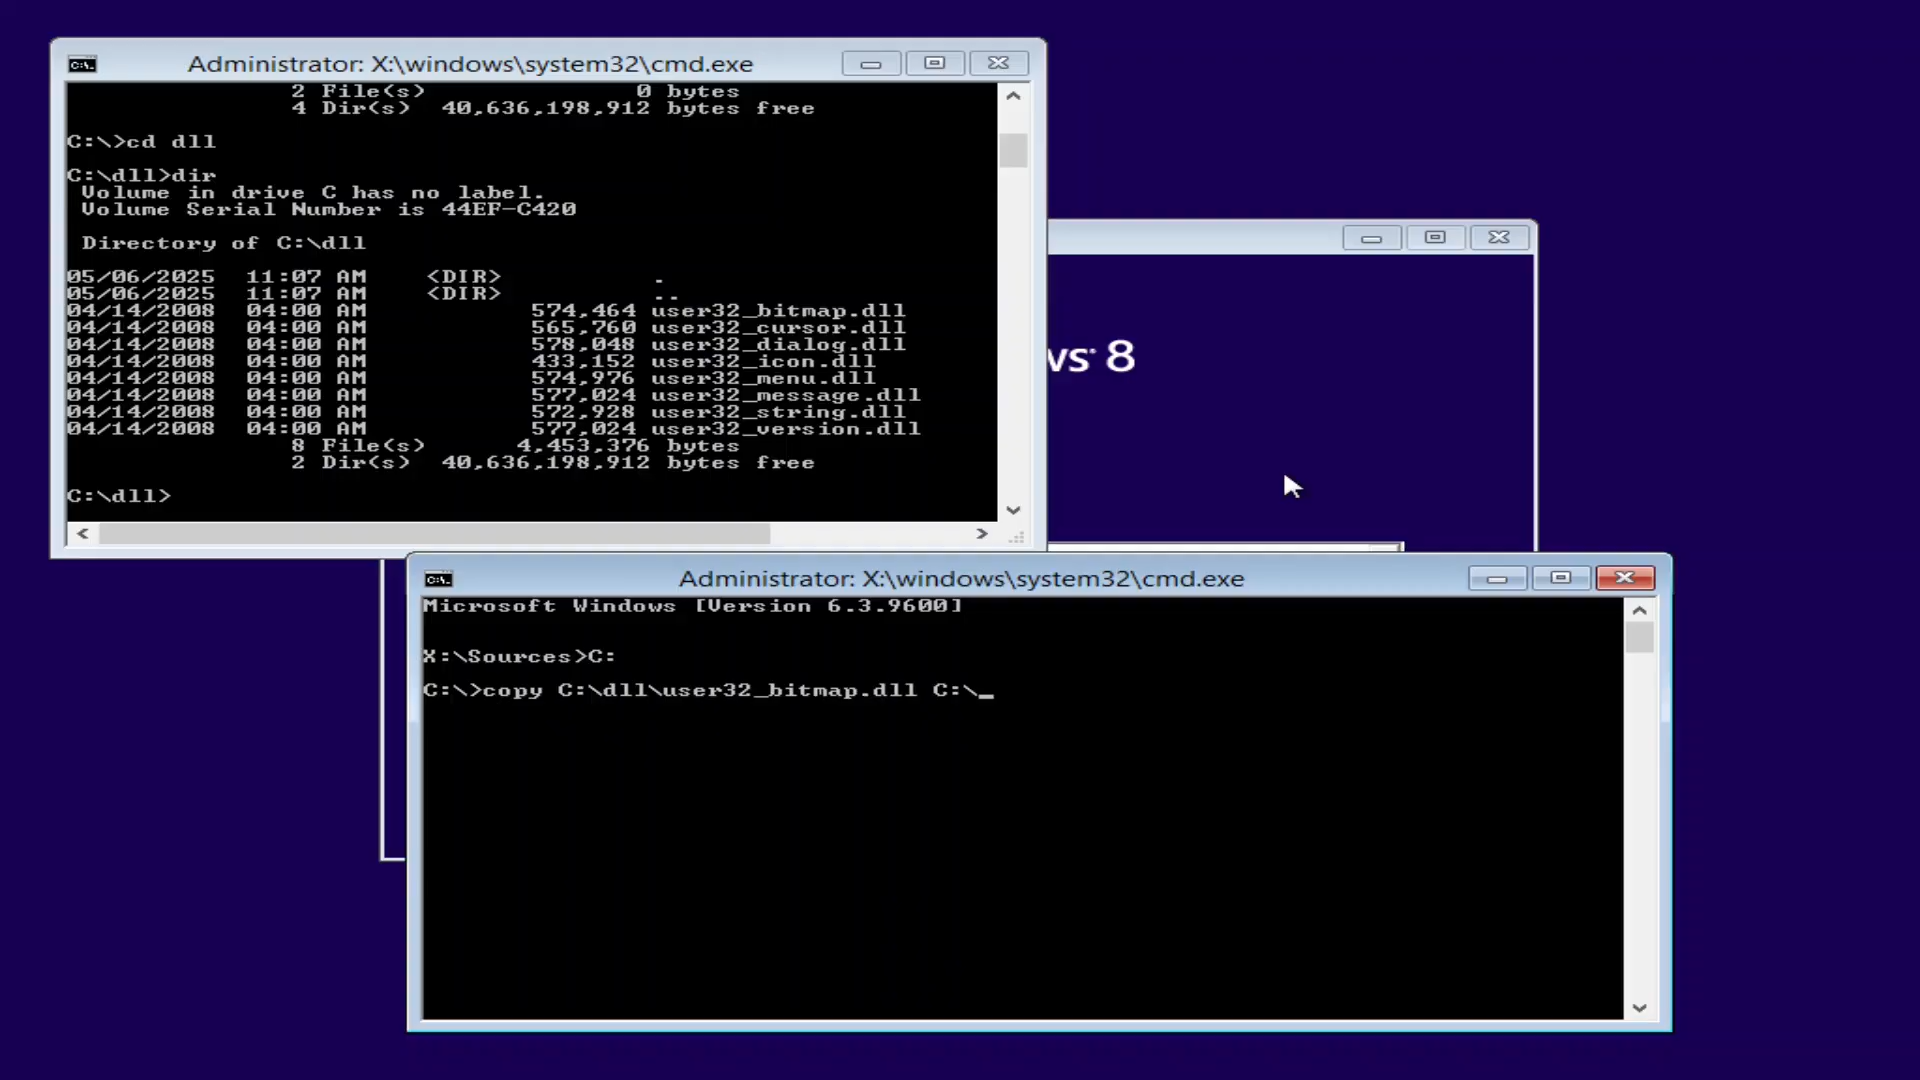 Administrator: X:\windows\system32\cmd.exe
2 File(s) 0 bytes
4 Dir(s) 40,636,198,912 bytes free
C:\>cd dll
C:\dll>dir
Volume in drive C has no label.
Volume Serial Number is 44EF-C420
Directory of C:\dll
05/06/2025 11:07 AM <DIR> .
05/06/2025 11:07 AM <DIR> ..
04/14/2008 04:00 AM 574,464 user32_bitmap.dll
04/14/2008 04:00 AM 565,760 user32_cursor.dll
04/14/2008 04:00 AM 578,048 user32_dialog.dll
04/14/2008 04:00 AM 433,152 user32_icon.dll
04/14/2008 04:00 AM 574,976 user32_menu.dll
04/14/2008 04:00 AM 577,024 user32_message.dll
04/14/2008 04:00 AM 572,928 user32_string.dll
04/14/2008 04:00 AM 577,024 user32_version.dll
8 File(s) 4,453,376 bytes
2 Dir(s) 40,636,198,912 bytes free
C:\dll>
ws 8
Administrator: X:\windows\system32\cmd.exe
Microsoft Windows [Version 6.3.9600]
X:\Sources>C:
C:\>copy C:\dll\user32_bitmap.dll C:\_